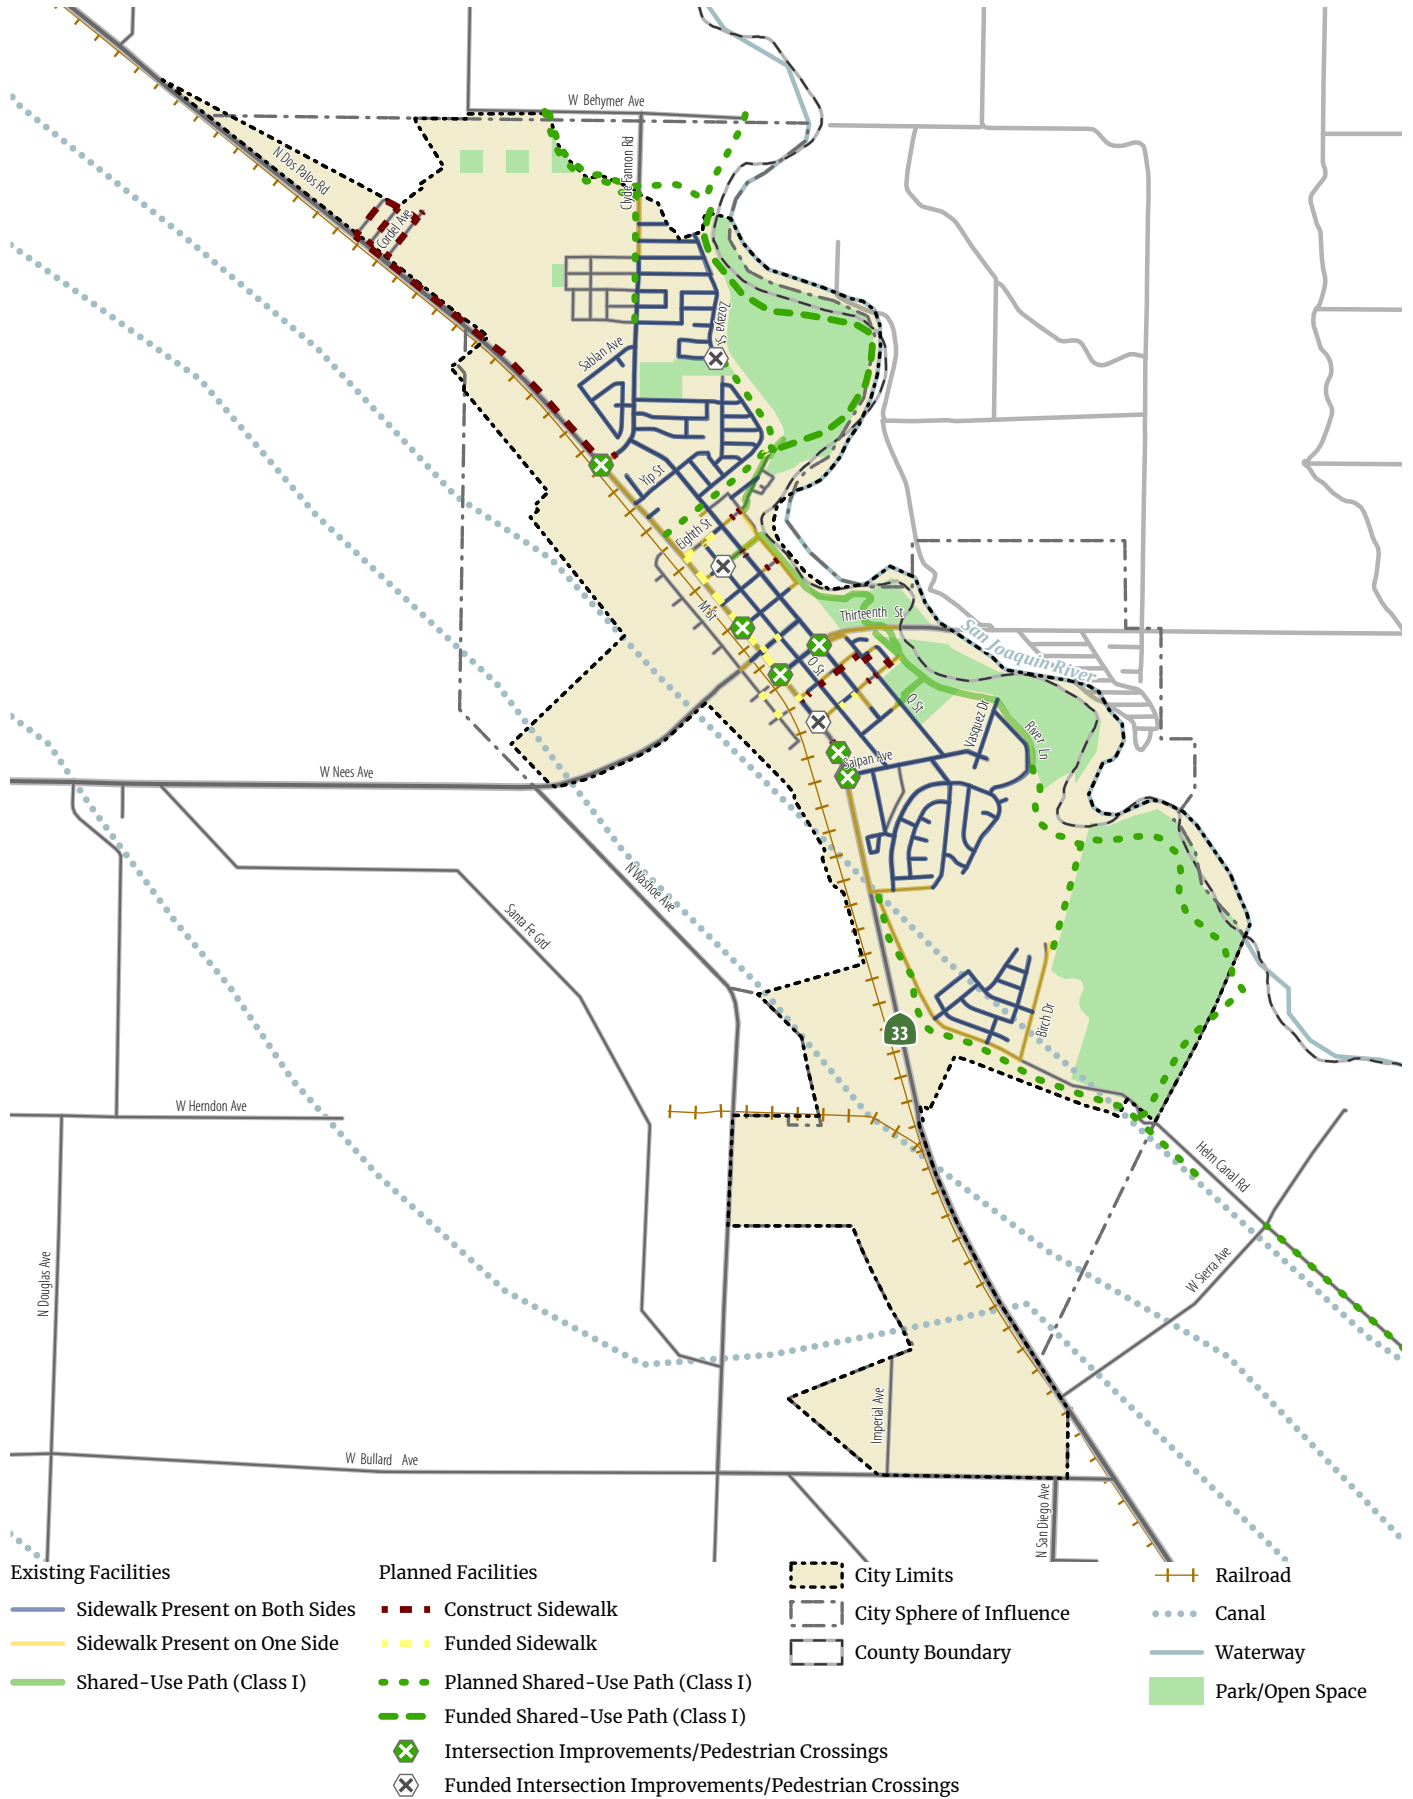 W Behymer Ave
Clyde Fannon Rd
N Dos Palos Rd
Cordel Ave
Zozaya St
Sablan Ave
Yip St
Eighth St
M St
Thirteenth St
San Joaquin River
O St
Q St
Vasquez Dr
River Ln
Saipan Ave
W Nees Ave
N Washoe Ave
Santa Fe Grd
33
Birch Dr
W Herndon Ave
Helm Canal Rd
N Douglas Ave
W Sierra Ave
Imperial Ave
W Bullard Ave
N San Diego Ave
Existing Facilities
Sidewalk Present on Both Sides
Sidewalk Present on One Side
Shared-Use Path (Class I)
Planned Facilities
Construct Sidewalk
Funded Sidewalk
Planned Shared-Use Path (Class I)
Funded Shared-Use Path (Class I)
Intersection Improvements/Pedestrian Crossings
Funded Intersection Improvements/Pedestrian Crossings
City Limits
City Sphere of Influence
County Boundary
Railroad
Canal
Waterway
Park/Open Space